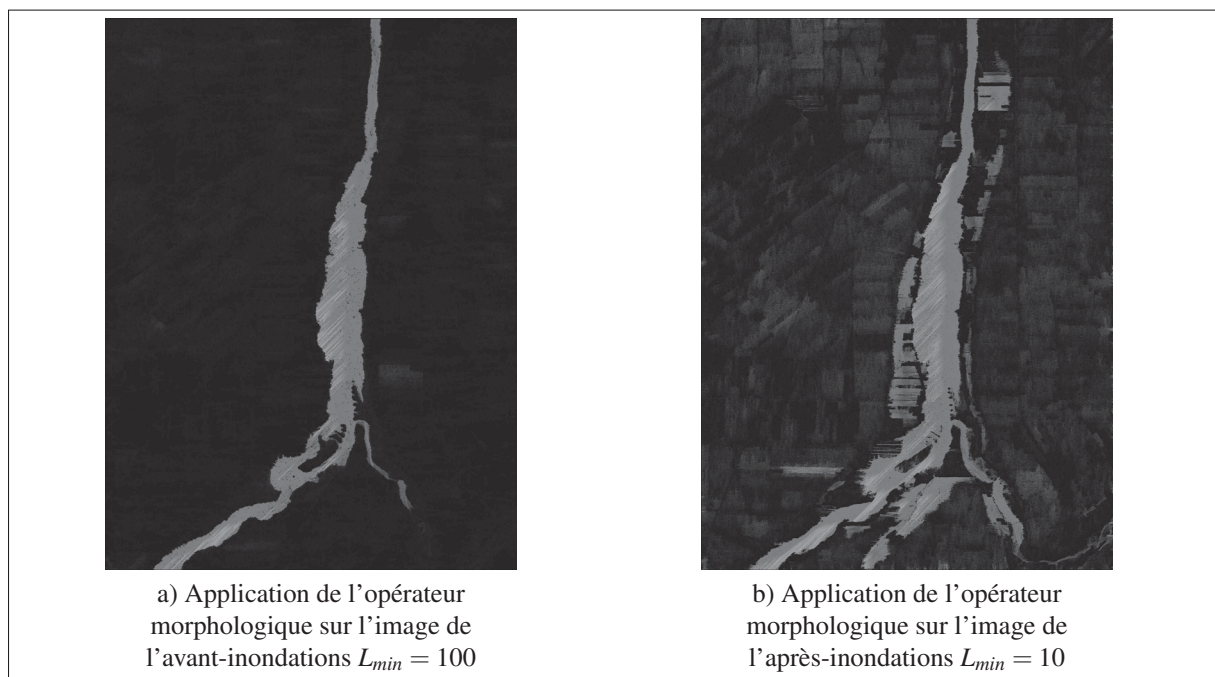 a) Application de l'opérateur
morphologique sur l'image de
l'avant-inondations L_min = 100
b) Application de l'opérateur
morphologique sur l'image de
l'après-inondations L_min = 10